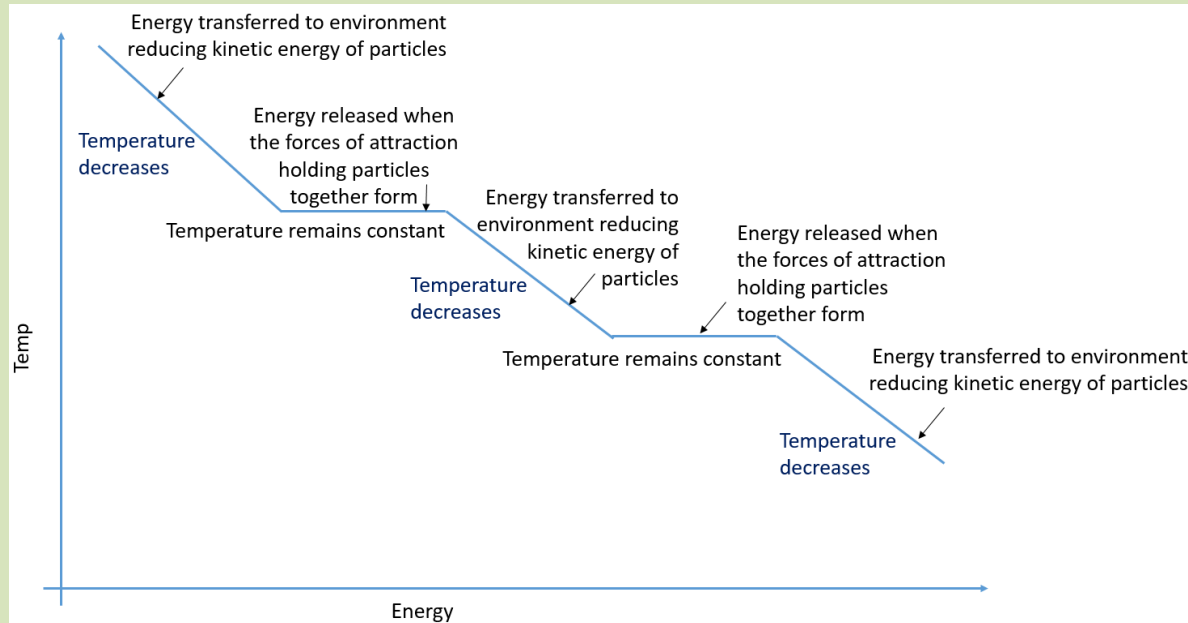 Energy transferred to environment
reducing kinetic energy of particles
Temperature
decreases
Energy released when
the forces of attraction
holding particles
together form
Temperature remains constant
Energy transferred to
environment reducing
kinetic energy of
particles
Temperature
decreases
Energy released when
the forces of attraction
holding particles
together form
Temperature remains constant
Energy transferred to environment
reducing kinetic energy of particles
Temperature
decreases
Temp
Energy